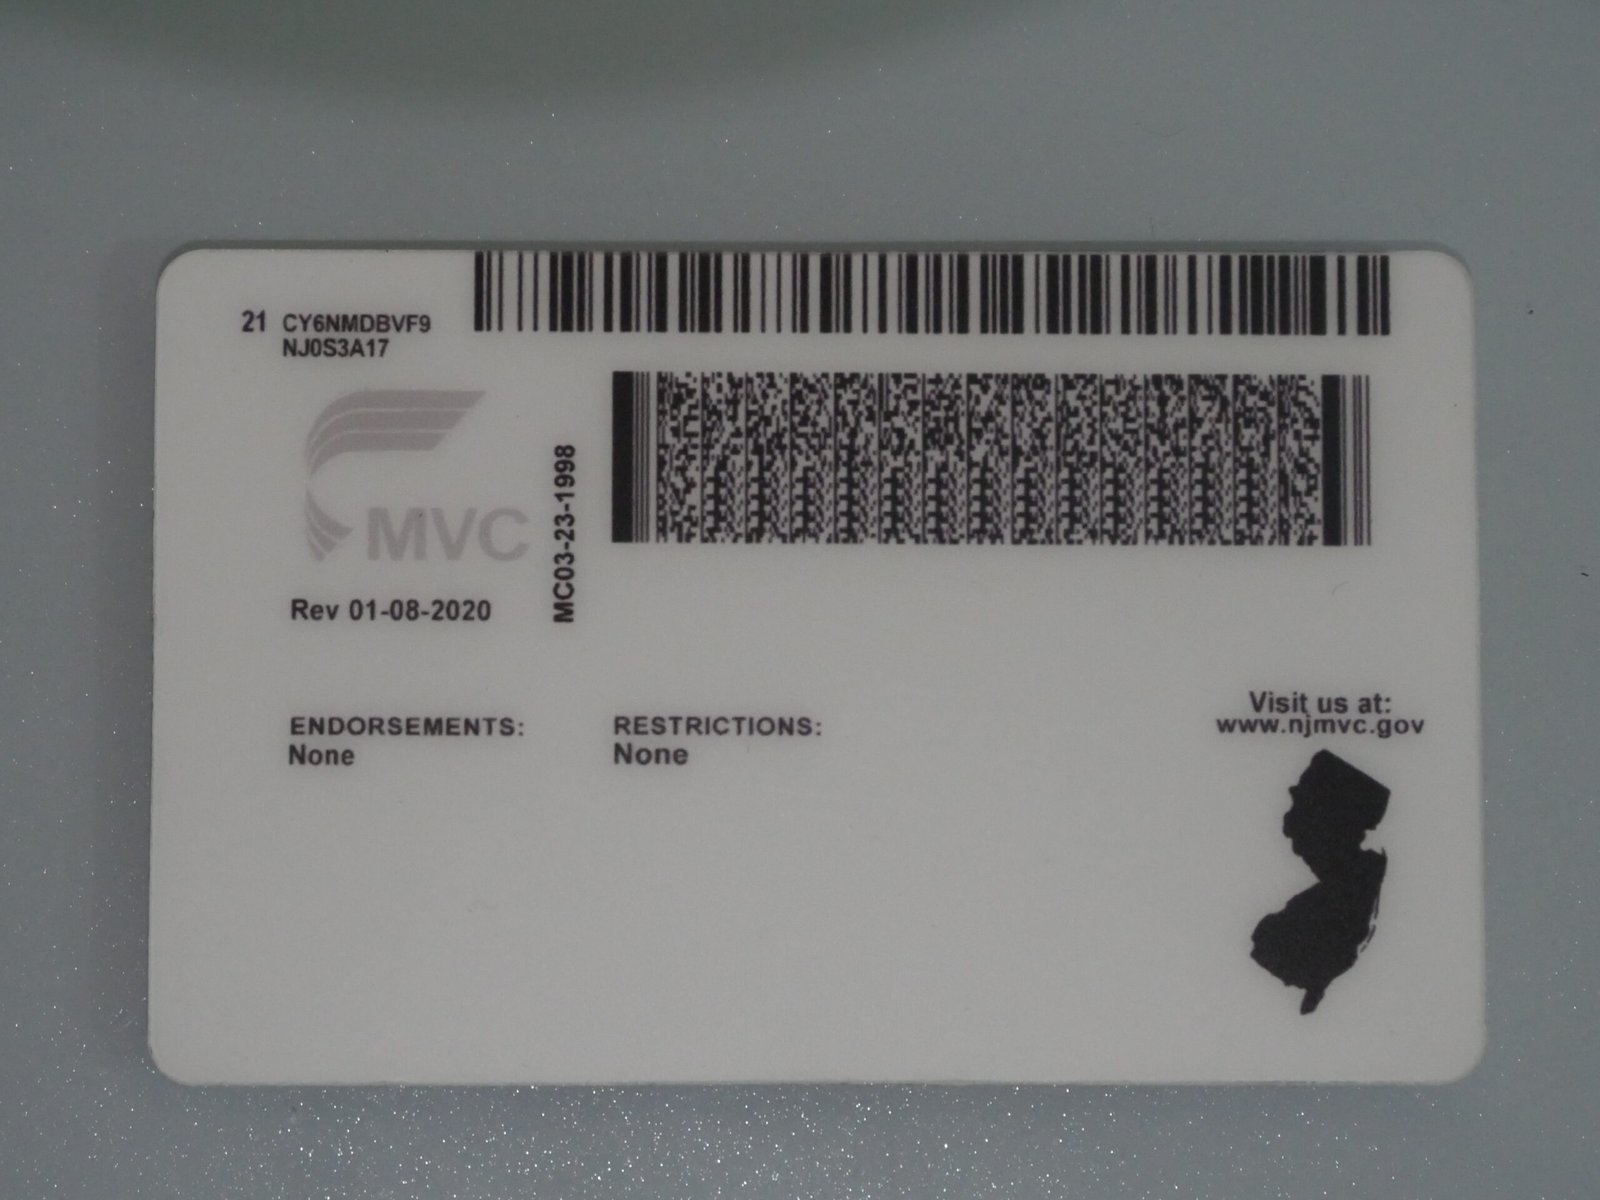 21 CY6NMDBVF9
NJ0S3A17
MVC
MC03-23-1998
Rev 01-08-2020
ENDORSEMENTS:
None
RESTRICTIONS:
None
Visit us at:
www.njmvc.gov